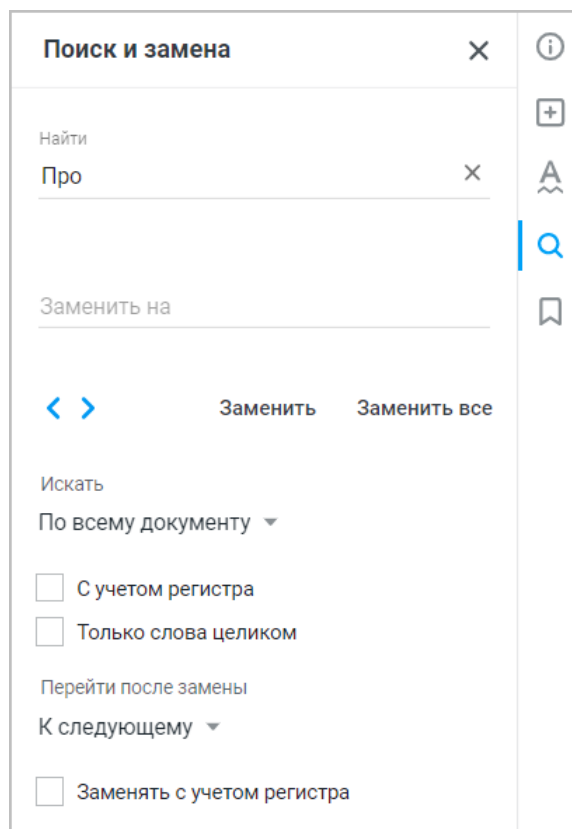 Поиск и замена
Найти
Про
Заменить на
Заменить Заменить все
Искать
По всему документу
С учетом регистра
Только слова целиком
Перейти после замены
К следующему
Заменять с учетом регистра